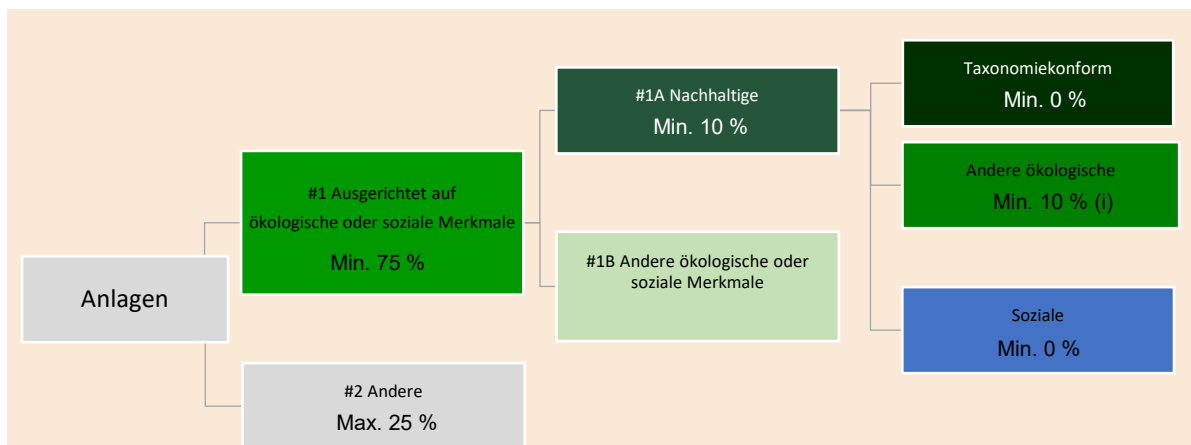 Anlagen
#1 Ausgerichtet auf
ökologische oder soziale Merkmale
Min. 75 %
#2 Andere
Max. 25 %
#1A Nachhaltige
Min. 10 %
#1B Andere ökologische oder
soziale Merkmale
Taxonomiekonform
Min. 0 %
Andere ökologische
Min. 10 % (i)
Soziale
Min. 0 %